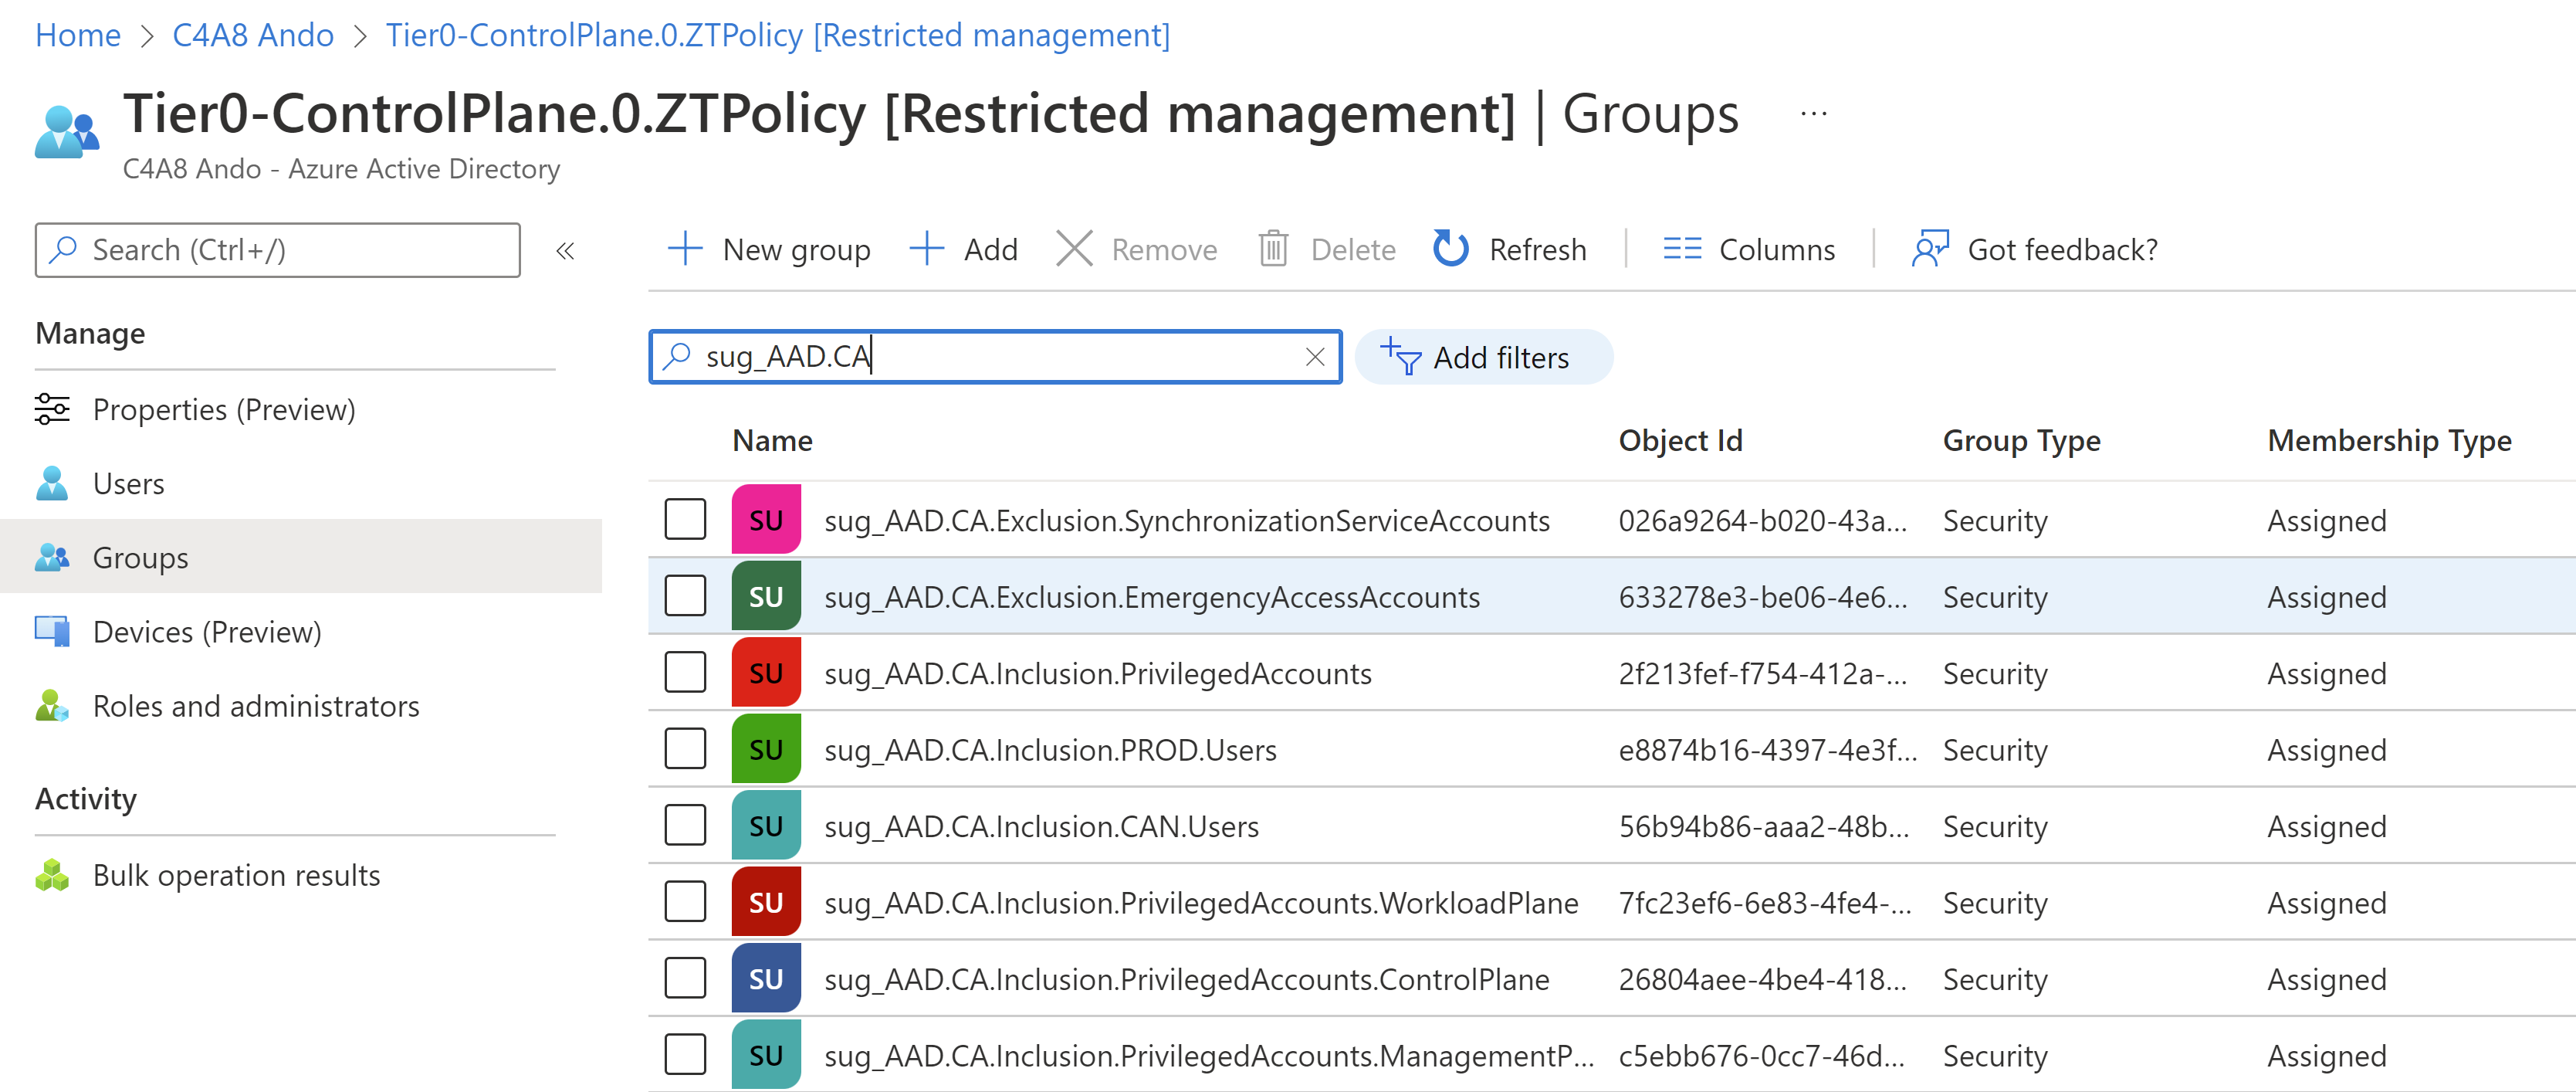 Home > C4A8 Ando > Tier0-ControlPlane.0.ZTPolicy [Restricted management]
Tier0-ControlPlane.0.ZTPolicy [Restricted management] | Groups ...
C4A8 Ando - Azure Active Directory
Search (Ctrl+/) «
Manage
Properties (Preview)
Users
Groups
Devices (Preview)
Roles and administrators
Activity
Bulk operation results
New group Add Remove Delete Refresh Columns Got feedback?
sug_AAD.CA Add filters
Name Object Id Group Type Membership Type
SU sug_AAD.CA.Exclusion.SynchronizationServiceAccounts 026a9264-b020-43a... Security Assigned
SU sug_AAD.CA.Exclusion.EmergencyAccessAccounts 633278e3-be06-4e6... Security Assigned
SU sug_AAD.CA.Inclusion.PrivilegedAccounts 2f213fef-f754-412a-... Security Assigned
SU sug_AAD.CA.Inclusion.PROD.Users e8874b16-4397-4e3f... Security Assigned
SU sug_AAD.CA.Inclusion.CAN.Users 56b94b86-aaa2-48b... Security Assigned
SU sug_AAD.CA.Inclusion.PrivilegedAccounts.WorkloadPlane 7fc23ef6-6e83-4fe4-... Security Assigned
SU sug_AAD.CA.Inclusion.PrivilegedAccounts.ControlPlane 26804aee-4be4-418... Security Assigned
SU sug_AAD.CA.Inclusion.PrivilegedAccounts.ManagementP... c5ebb676-0cc7-46d... Security Assigned